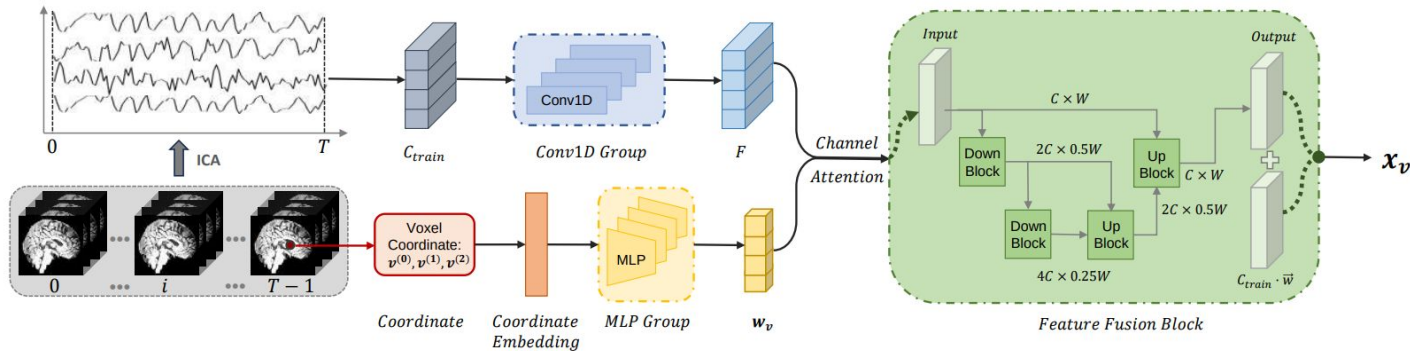 0
T
ICA
C_train
Conv1D
Conv1D Group
F
Channel
Attention
0
...
i
...
T − 1
...
...
Voxel
Coordinate:
v^(0), v^(1), v^(2)
Coordinate
Coordinate
Embedding
MLP
MLP Group
w_v
Input
Output
C × W
Down
Block
2C × 0.5W
Up
Block
C × W
2C × 0.5W
Down
Block
Up
Block
4C × 0.25W
C_train · w⃗
Feature Fusion Block
x_v